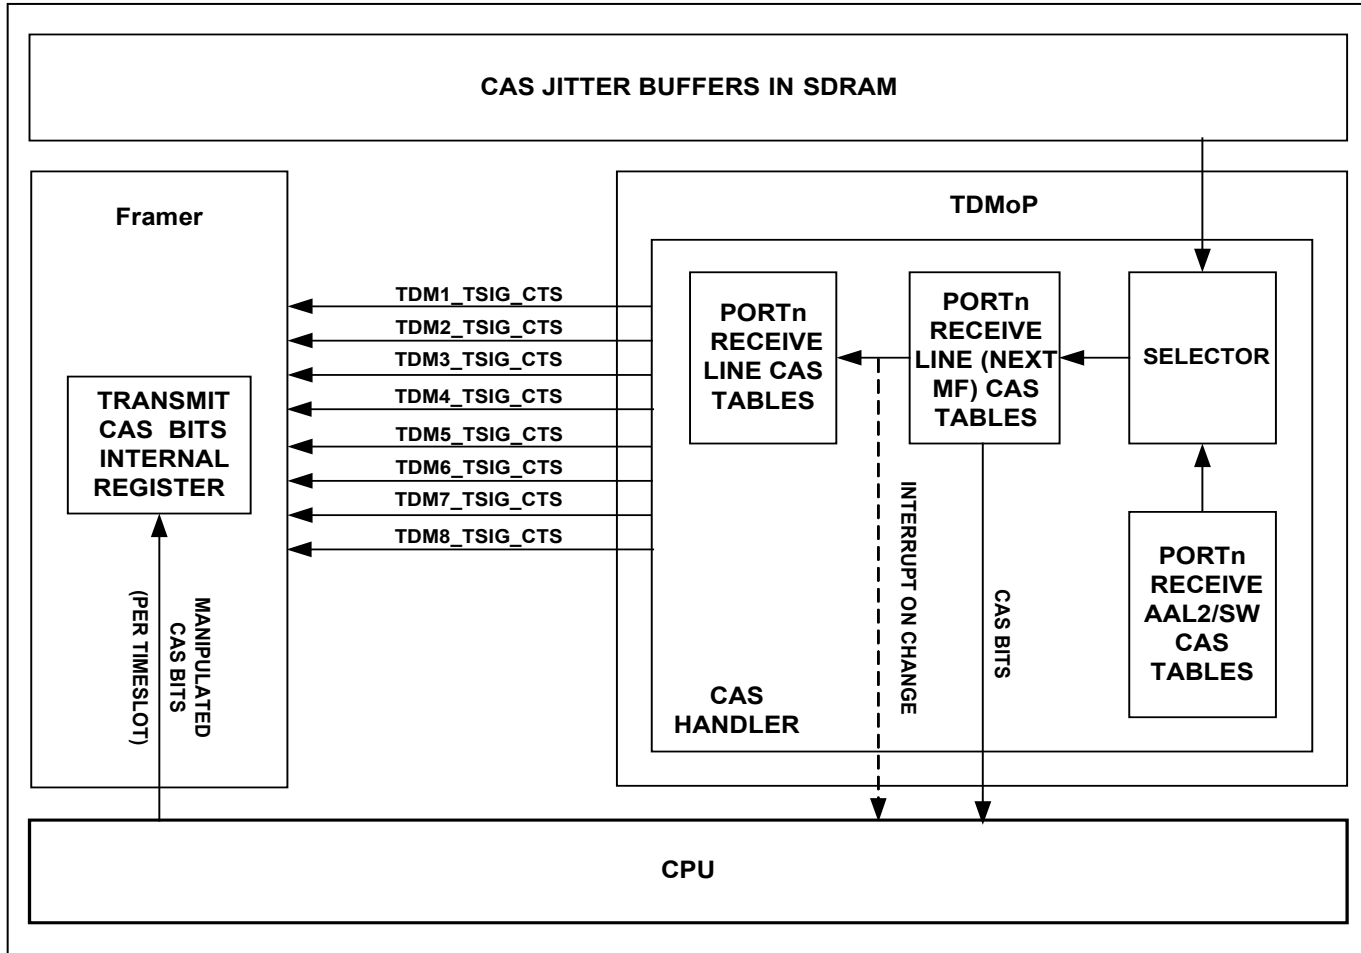 CAS JITTER BUFFERS IN SDRAM
Framer
TRANSMIT
CAS BITS
INTERNAL
REGISTER
MANIPULATED
CAS BITS
(PER TIMESLOT)
TDM1_TSIG_CTS
TDM2_TSIG_CTS
TDM3_TSIG_CTS
TDM4_TSIG_CTS
TDM5_TSIG_CTS
TDM6_TSIG_CTS
TDM7_TSIG_CTS
TDM8_TSIG_CTS
TDMoP
PORTn
RECEIVE
LINE CAS
TABLES
PORTn
RECEIVE
LINE (NEXT
MF) CAS
TABLES
SELECTOR
PORTn
RECEIVE
AAL2/SW
CAS
TABLES
INTERRUPT ON CHANGE
CAS BITS
CAS
HANDLER
CPU